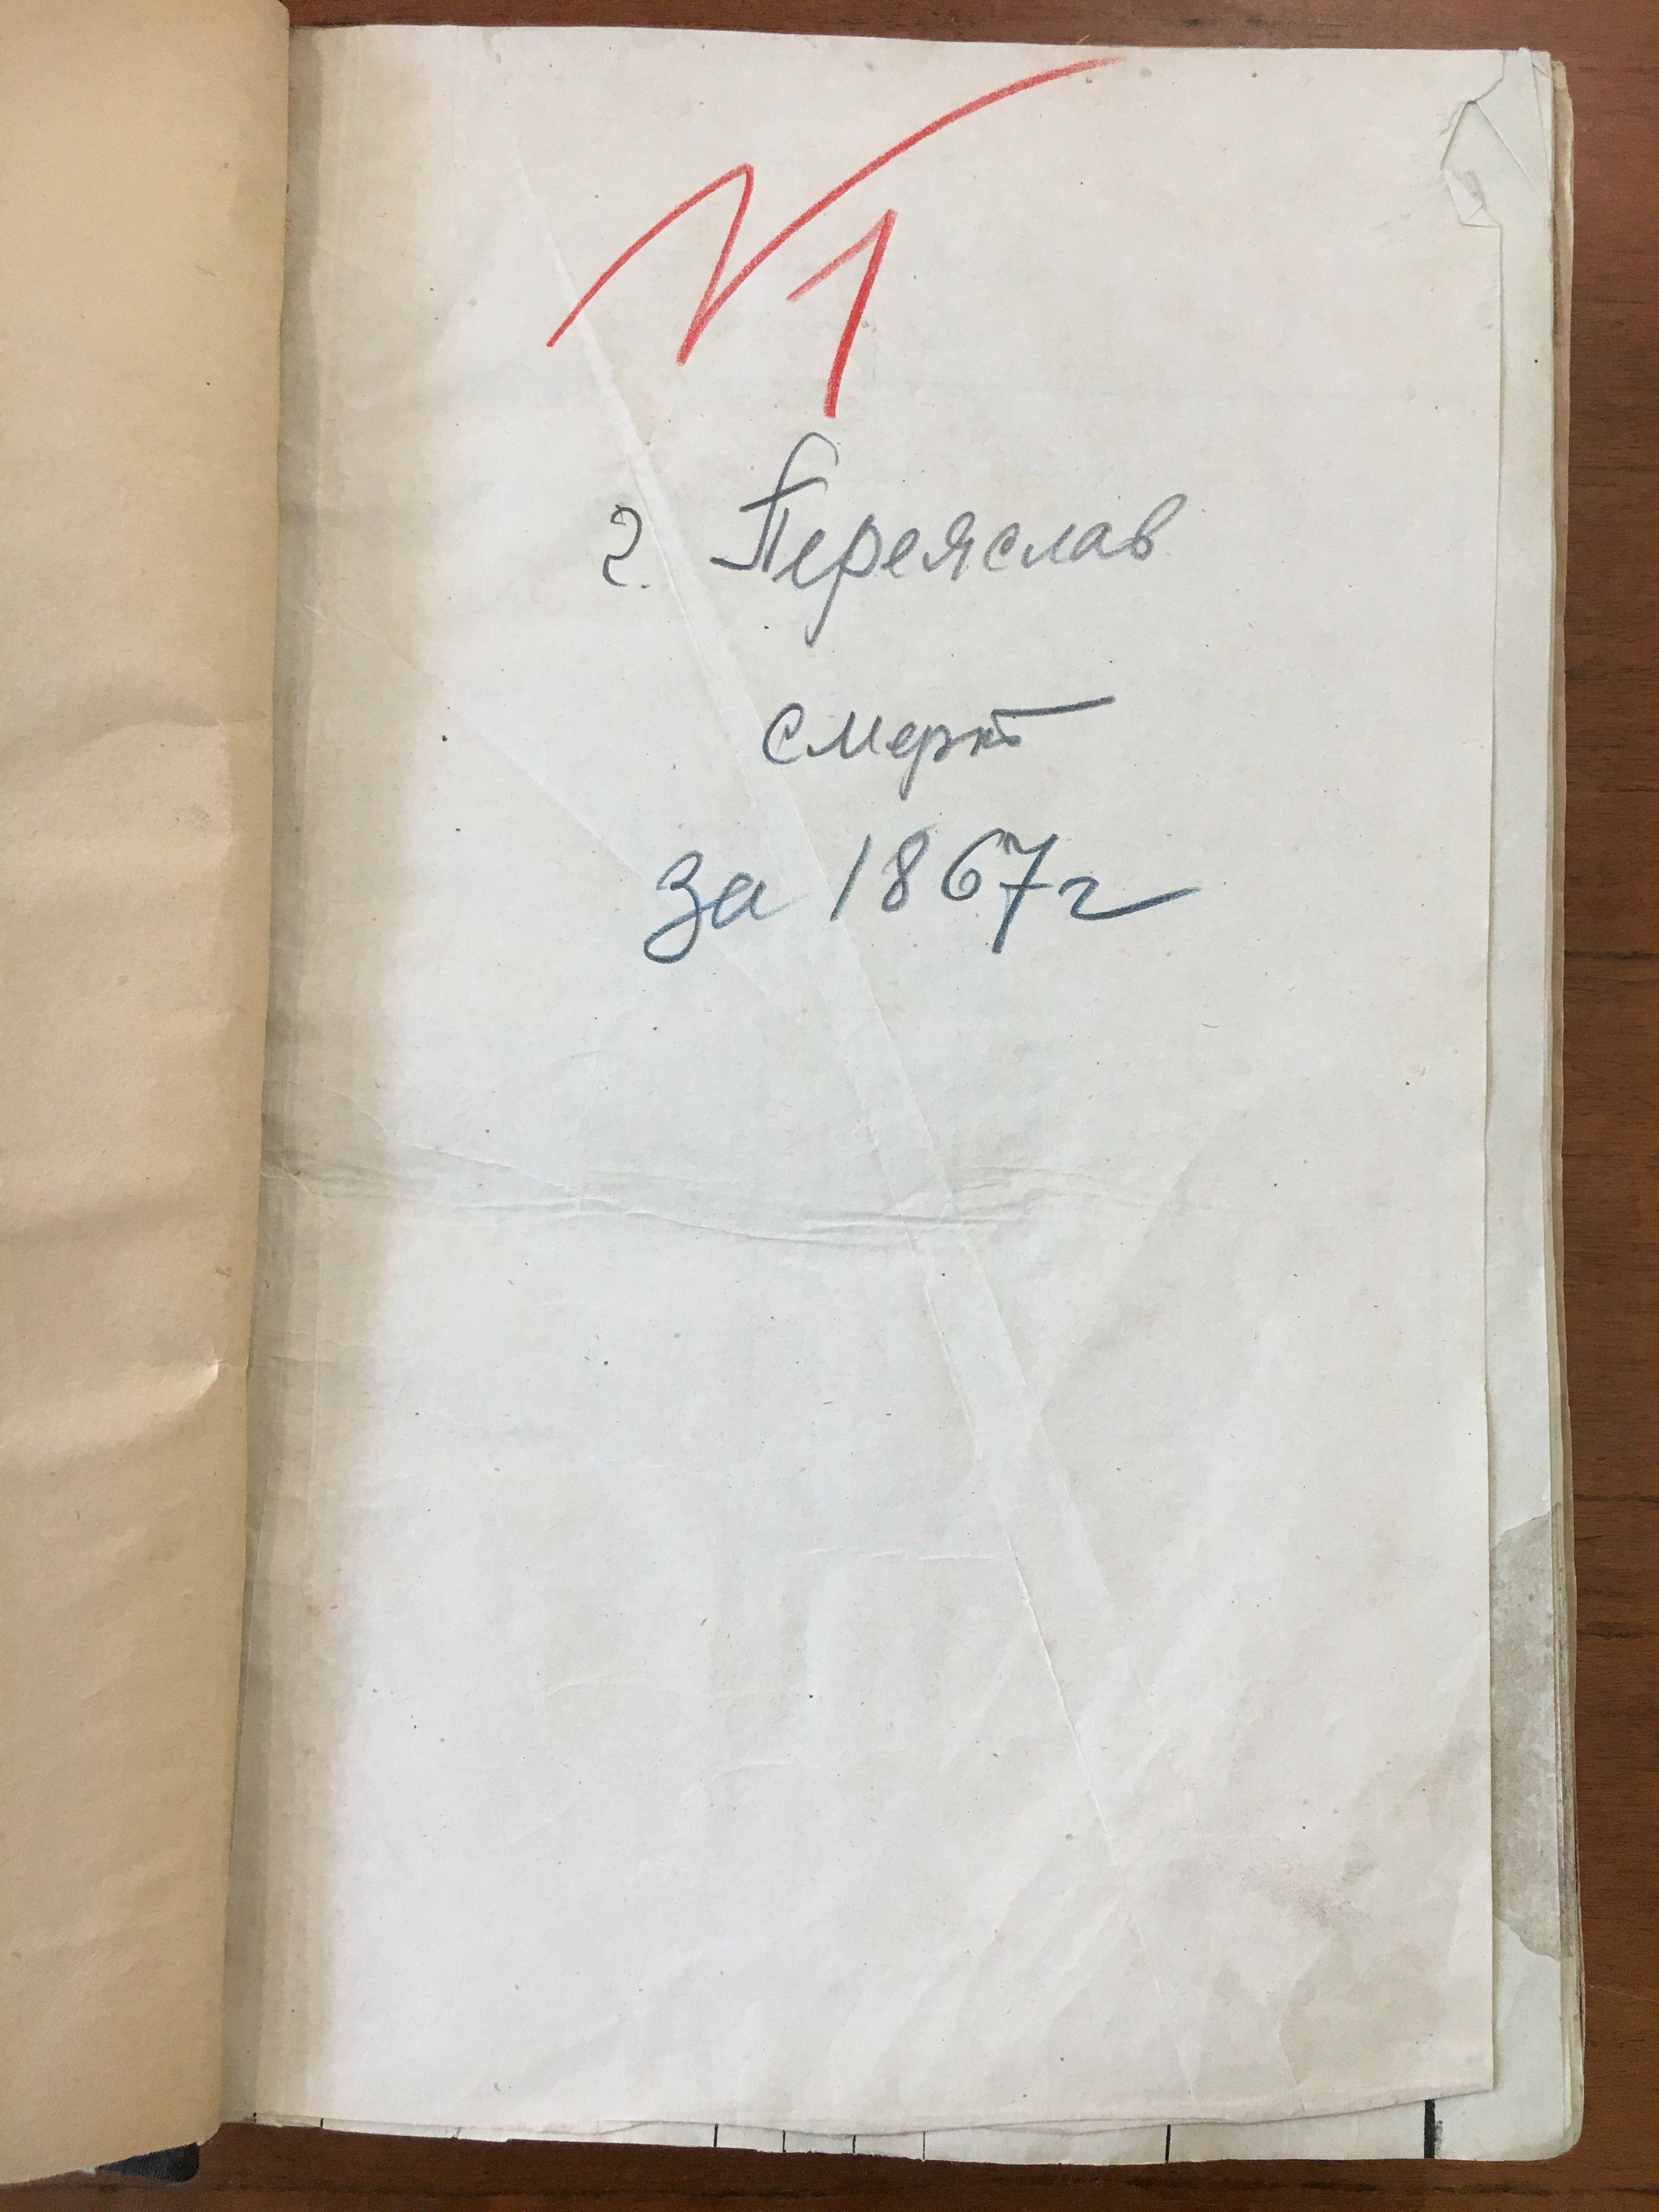 №1
г. Переяслав
смерть
за 1867г